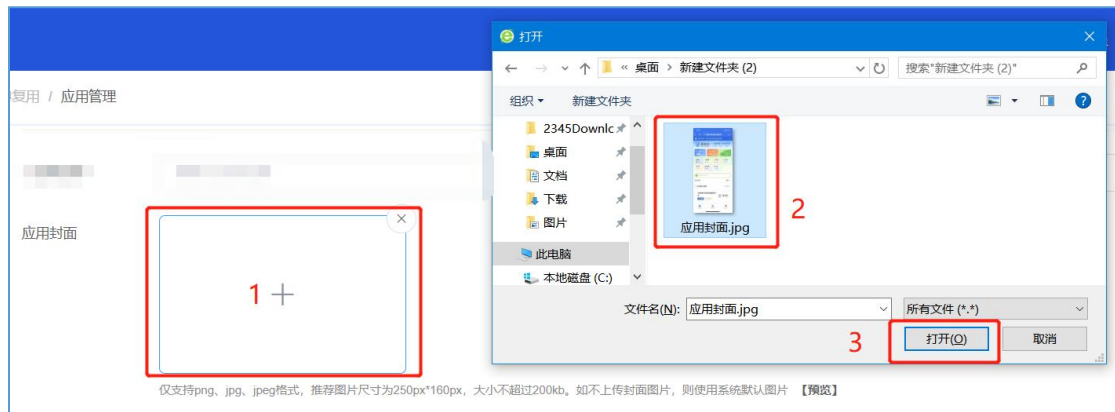 打开
桌面 › 新建文件夹 (2)
搜索"新建文件夹 (2)"
复用 / 应用管理
组织
新建文件夹
2345Downlc
桌面
文档
下载
图片
此电脑
本地磁盘 (C:)
应用封面.jpg
2
应用封面
1
文件名(N):
应用封面.jpg
所有文件 (*.*)
3
打开(O)
取消
仅支持png、jpg、jpeg格式，推荐图片尺寸为250px*160px，大小不超过200kb。如不上传封面图片，则使用系统默认图片 【预览】